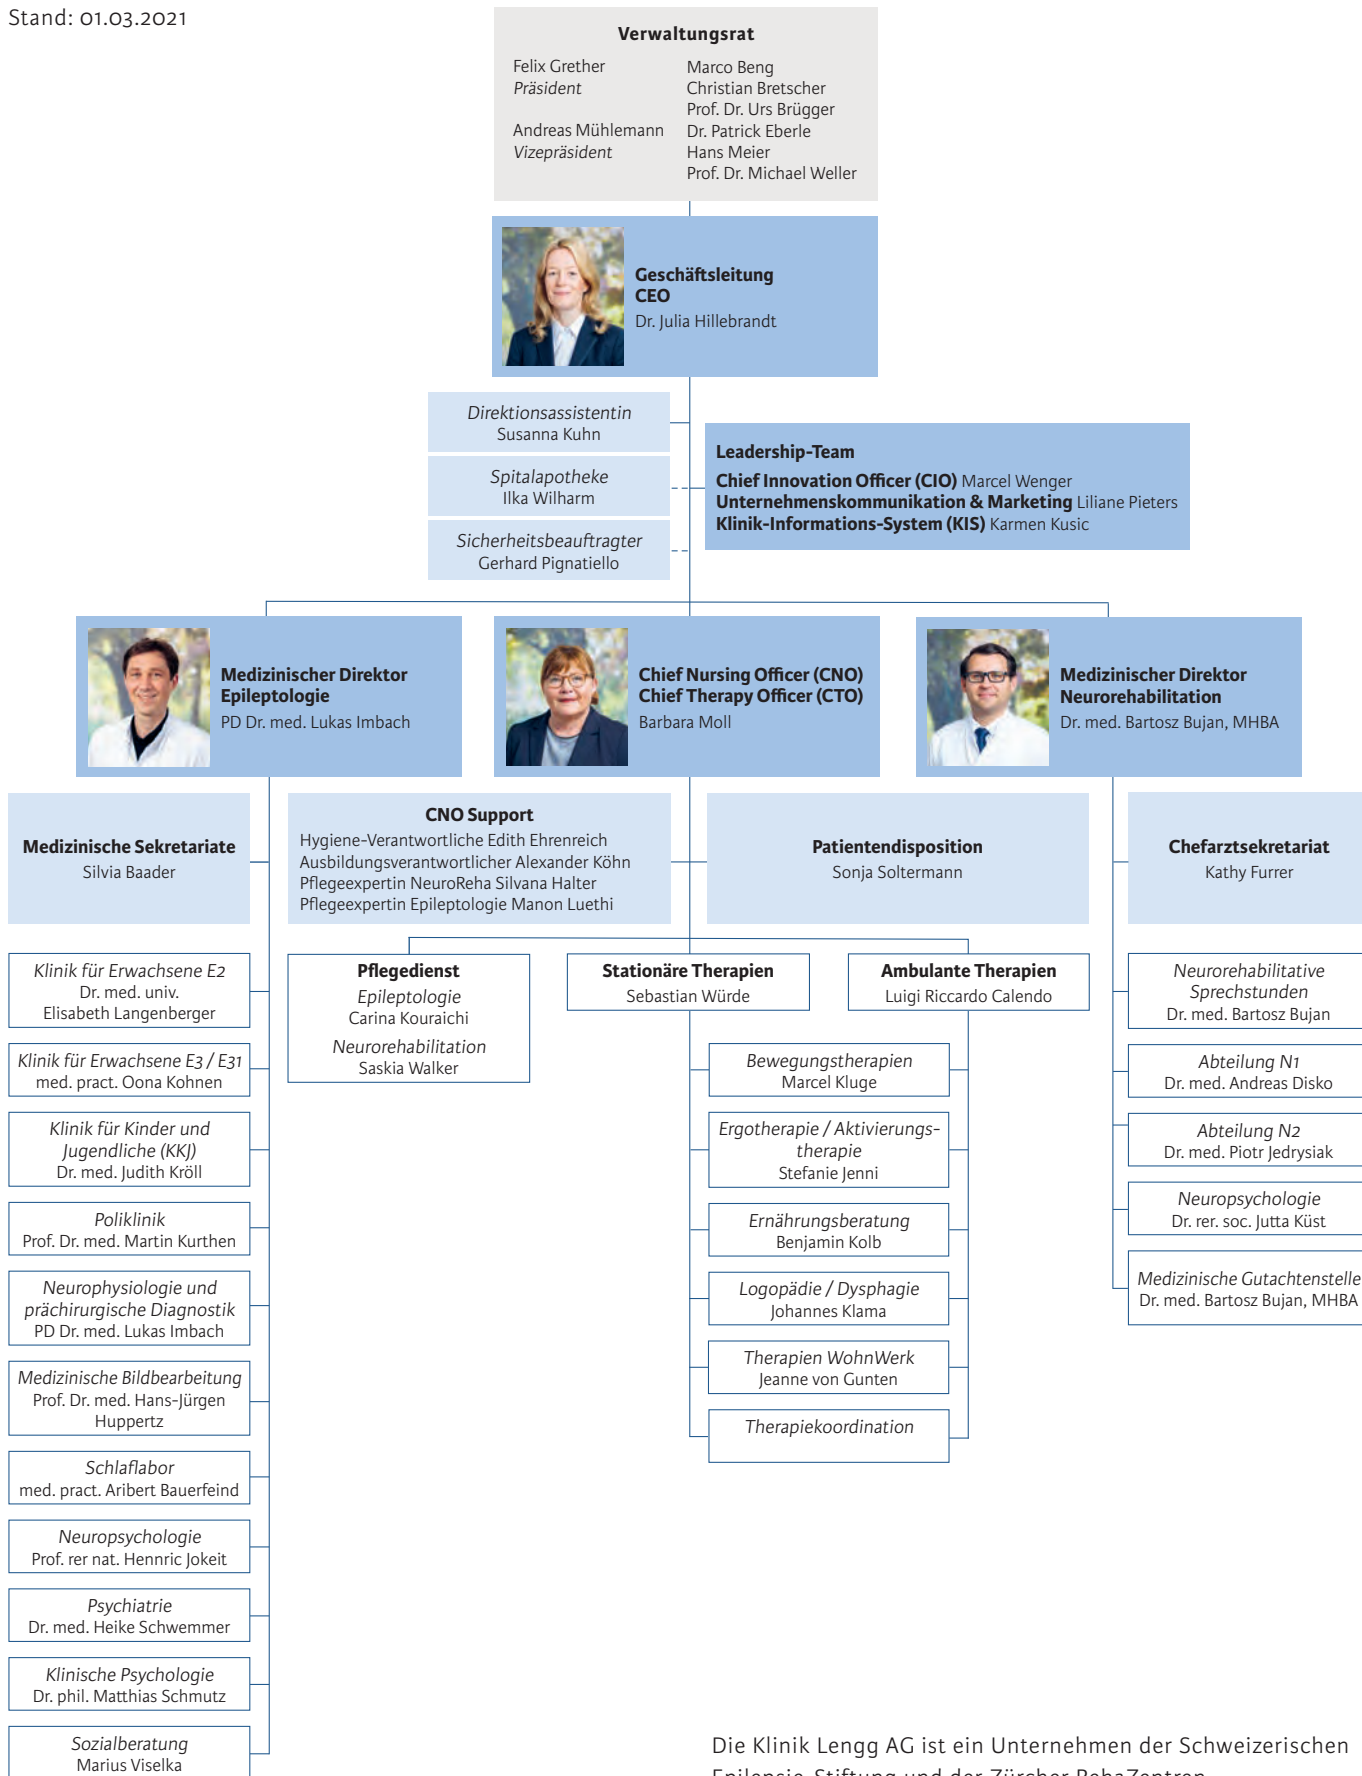 Stand: 01.03.2021
Verwaltungsrat
Felix Grether
Präsident
Andreas Mühlemann
Vizepräsident
Marco Beng
Christian Bretscher
Prof. Dr. Urs Brügger
Dr. Patrick Eberle
Hans Meier
Prof. Dr. Michael Weller
Geschäftsleitung
CEO
Dr. Julia Hillebrandt
Direktionsassistentin
Susanna Kuhn
Spitalapotheke
Ilka Wilharm
Sicherheitsbeauftragter
Gerhard Pignatiello
Leadership-Team
Chief Innovation Officer (CIO) Marcel Wenger
Unternehmenskommunikation & Marketing Liliane Pieters
Klinik-Informations-System (KIS) Karmen Kusic
Medizinischer Direktor
Epileptologie
PD Dr. med. Lukas Imbach
Chief Nursing Officer (CNO)
Chief Therapy Officer (CTO)
Barbara Moll
Medizinischer Direktor
Neurorehabilitation
Dr. med. Bartosz Bujan, MHBA
Medizinische Sekretariate
Silvia Baader
CNO Support
Hygiene-Verantwortliche Edith Ehrenreich
Ausbildungsverantwortlicher Alexander Köhn
Pflegeexpertin NeuroReha Silvana Halter
Pflegeexpertin Epileptologie Manon Luethi
Patientendisposition
Sonja Soltermann
Chefarztsekretariat
Kathy Furrer
Klinik für Erwachsene E2
Dr. med. univ.
Elisabeth Langenberger
Klinik für Erwachsene E3 / E31
med. pract. Oona Kohnen
Klinik für Kinder und
Jugendliche (KKJ)
Dr. med. Judith Kröll
Poliklinik
Prof. Dr. med. Martin Kurthen
Neurophysiologie und
prächirurgische Diagnostik
PD Dr. med. Lukas Imbach
Medizinische Bildbearbeitung
Prof. Dr. med. Hans-Jürgen
Huppertz
Schlaflabor
med. pract. Aribert Bauerfeind
Neuropsychologie
Prof. rer nat. Hennric Jokeit
Psychiatrie
Dr. med. Heike Schwemmer
Klinische Psychologie
Dr. phil. Matthias Schmutz
Sozialberatung
Marius Viselka
Pflegedienst
Epileptologie
Carina Kouraichi
Neurorehabilitation
Saskia Walker
Stationäre Therapien
Sebastian Würde
Ambulante Therapien
Luigi Riccardo Calendo
Bewegungstherapien
Marcel Kluge
Ergotherapie / Aktivierungs-
therapie
Stefanie Jenni
Ernährungsberatung
Benjamin Kolb
Logopädie / Dysphagie
Johannes Klama
Therapien WohnWerk
Jeanne von Gunten
Therapiekoordination
Neurorehabilitative
Sprechstunden
Dr. med. Bartosz Bujan
Abteilung N1
Dr. med. Andreas Disko
Abteilung N2
Dr. med. Piotr Jedrysiak
Neuropsychologie
Dr. rer. soc. Jutta Küst
Medizinische Gutachtenstelle
Dr. med. Bartosz Bujan, MHBA
Die Klinik Lengg AG ist ein Unternehmen der Schweizerischen
Epilepsie-Stiftung und der Zürcher RehaZentren